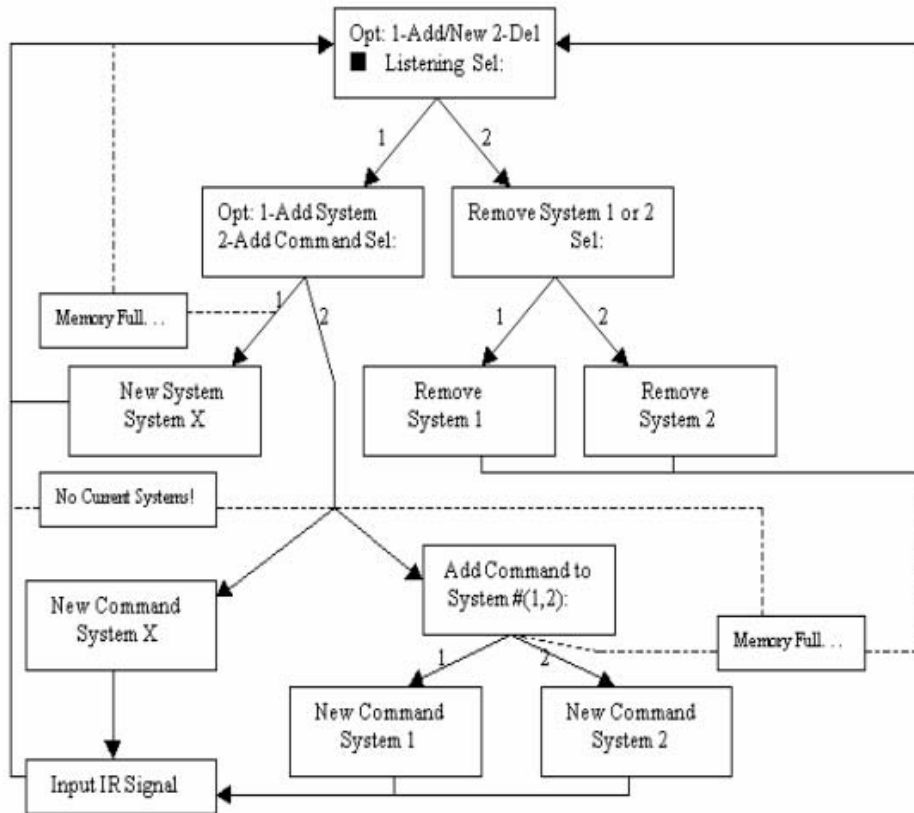 Opt: 1-Add/New 2-Del
Listening Sel:
1
2
Opt: 1-Add System
2-Add Command Sel:
Remove System 1 or 2
Sel:
1
2
1
2
Memory Full. . .
New System
System X
Remove
System 1
Remove
System 2
No Current Systems!
Add Command to
System #(1,2):
New Command
System X
Memory Full. . .
1
2
New Command
System 1
New Command
System 2
Input IR Signal